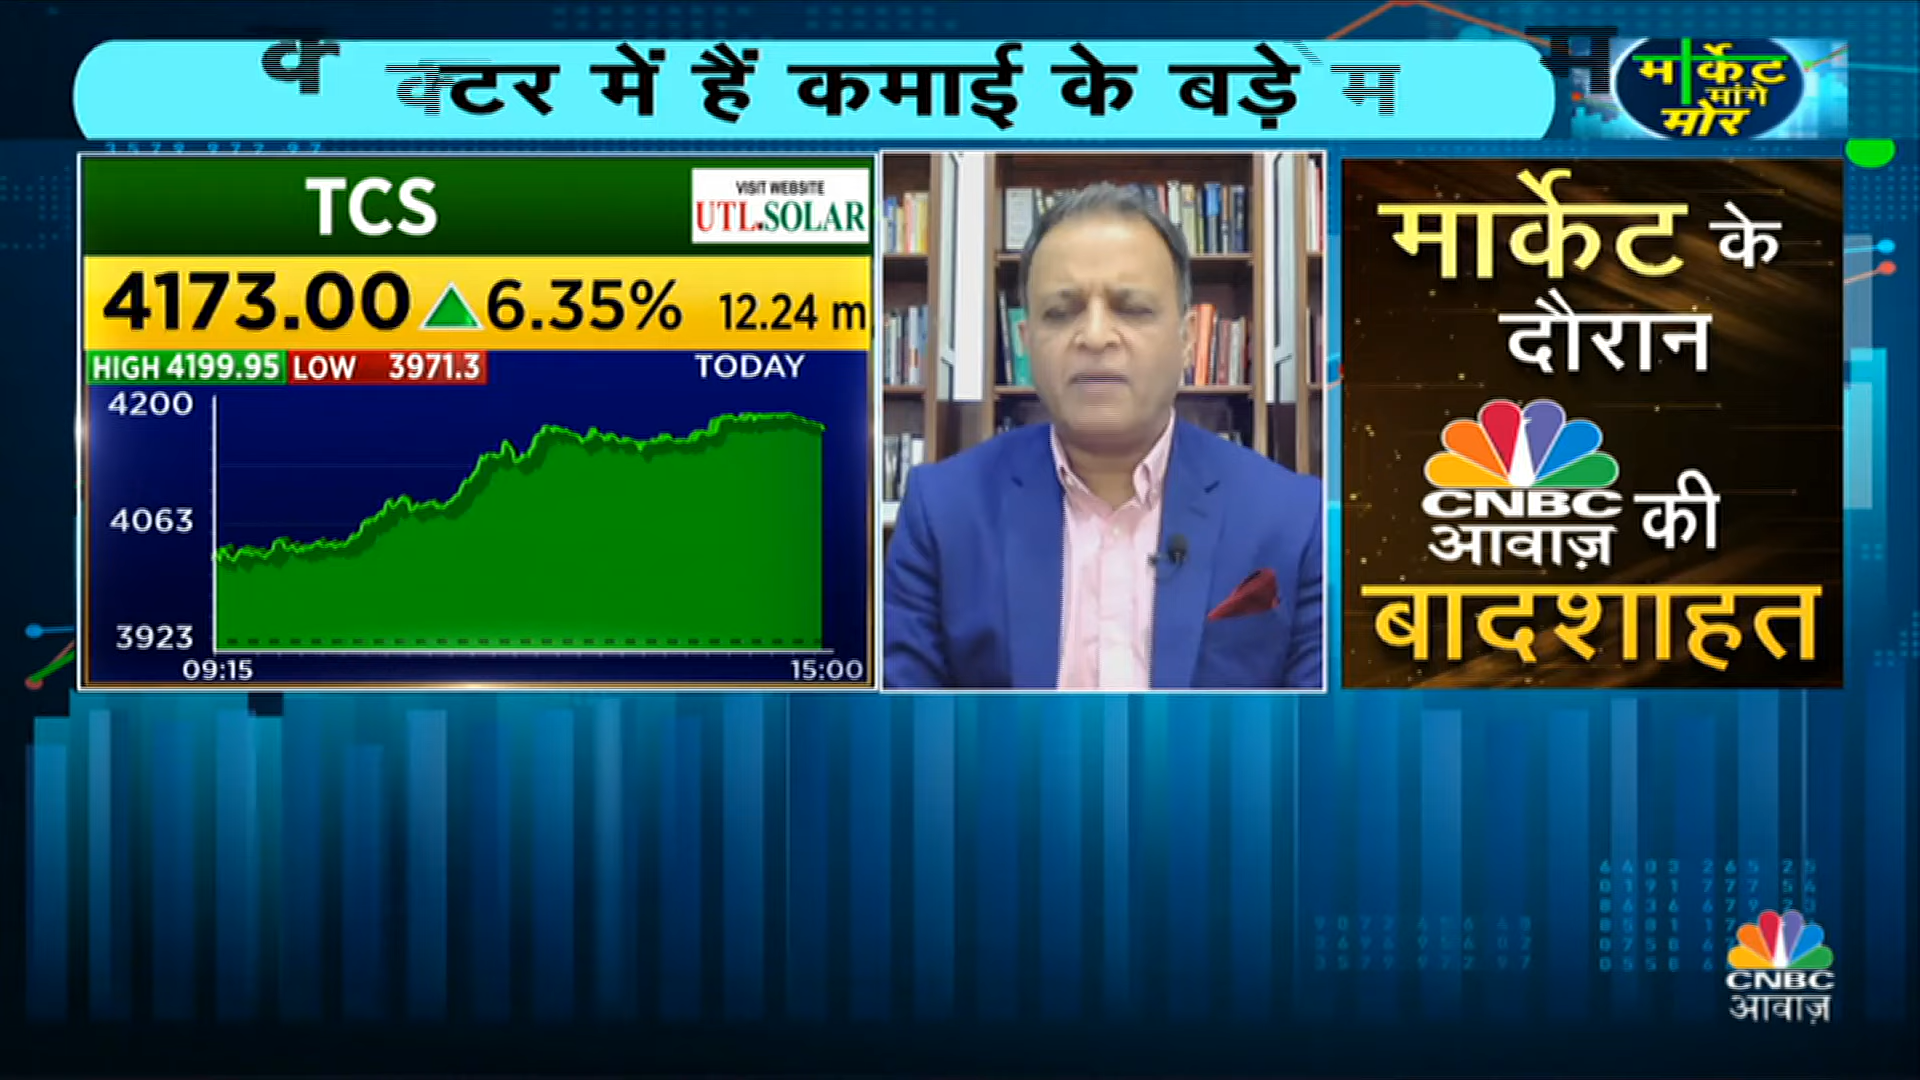 टर में हैं कमाई के बड़े
मार्केट
मांगे
मोर
TCS
VISIT WEBSITE
UTL.SOLAR
4173.00 6.35% 12.24 m
HIGH 4199.95 LOW 3971.3 TODAY
4200
4063
3923
09:15 15:00
मार्केट के
दौरान
CNBC
आवाज़ की
बादशाहत
CNBC
आवाज़